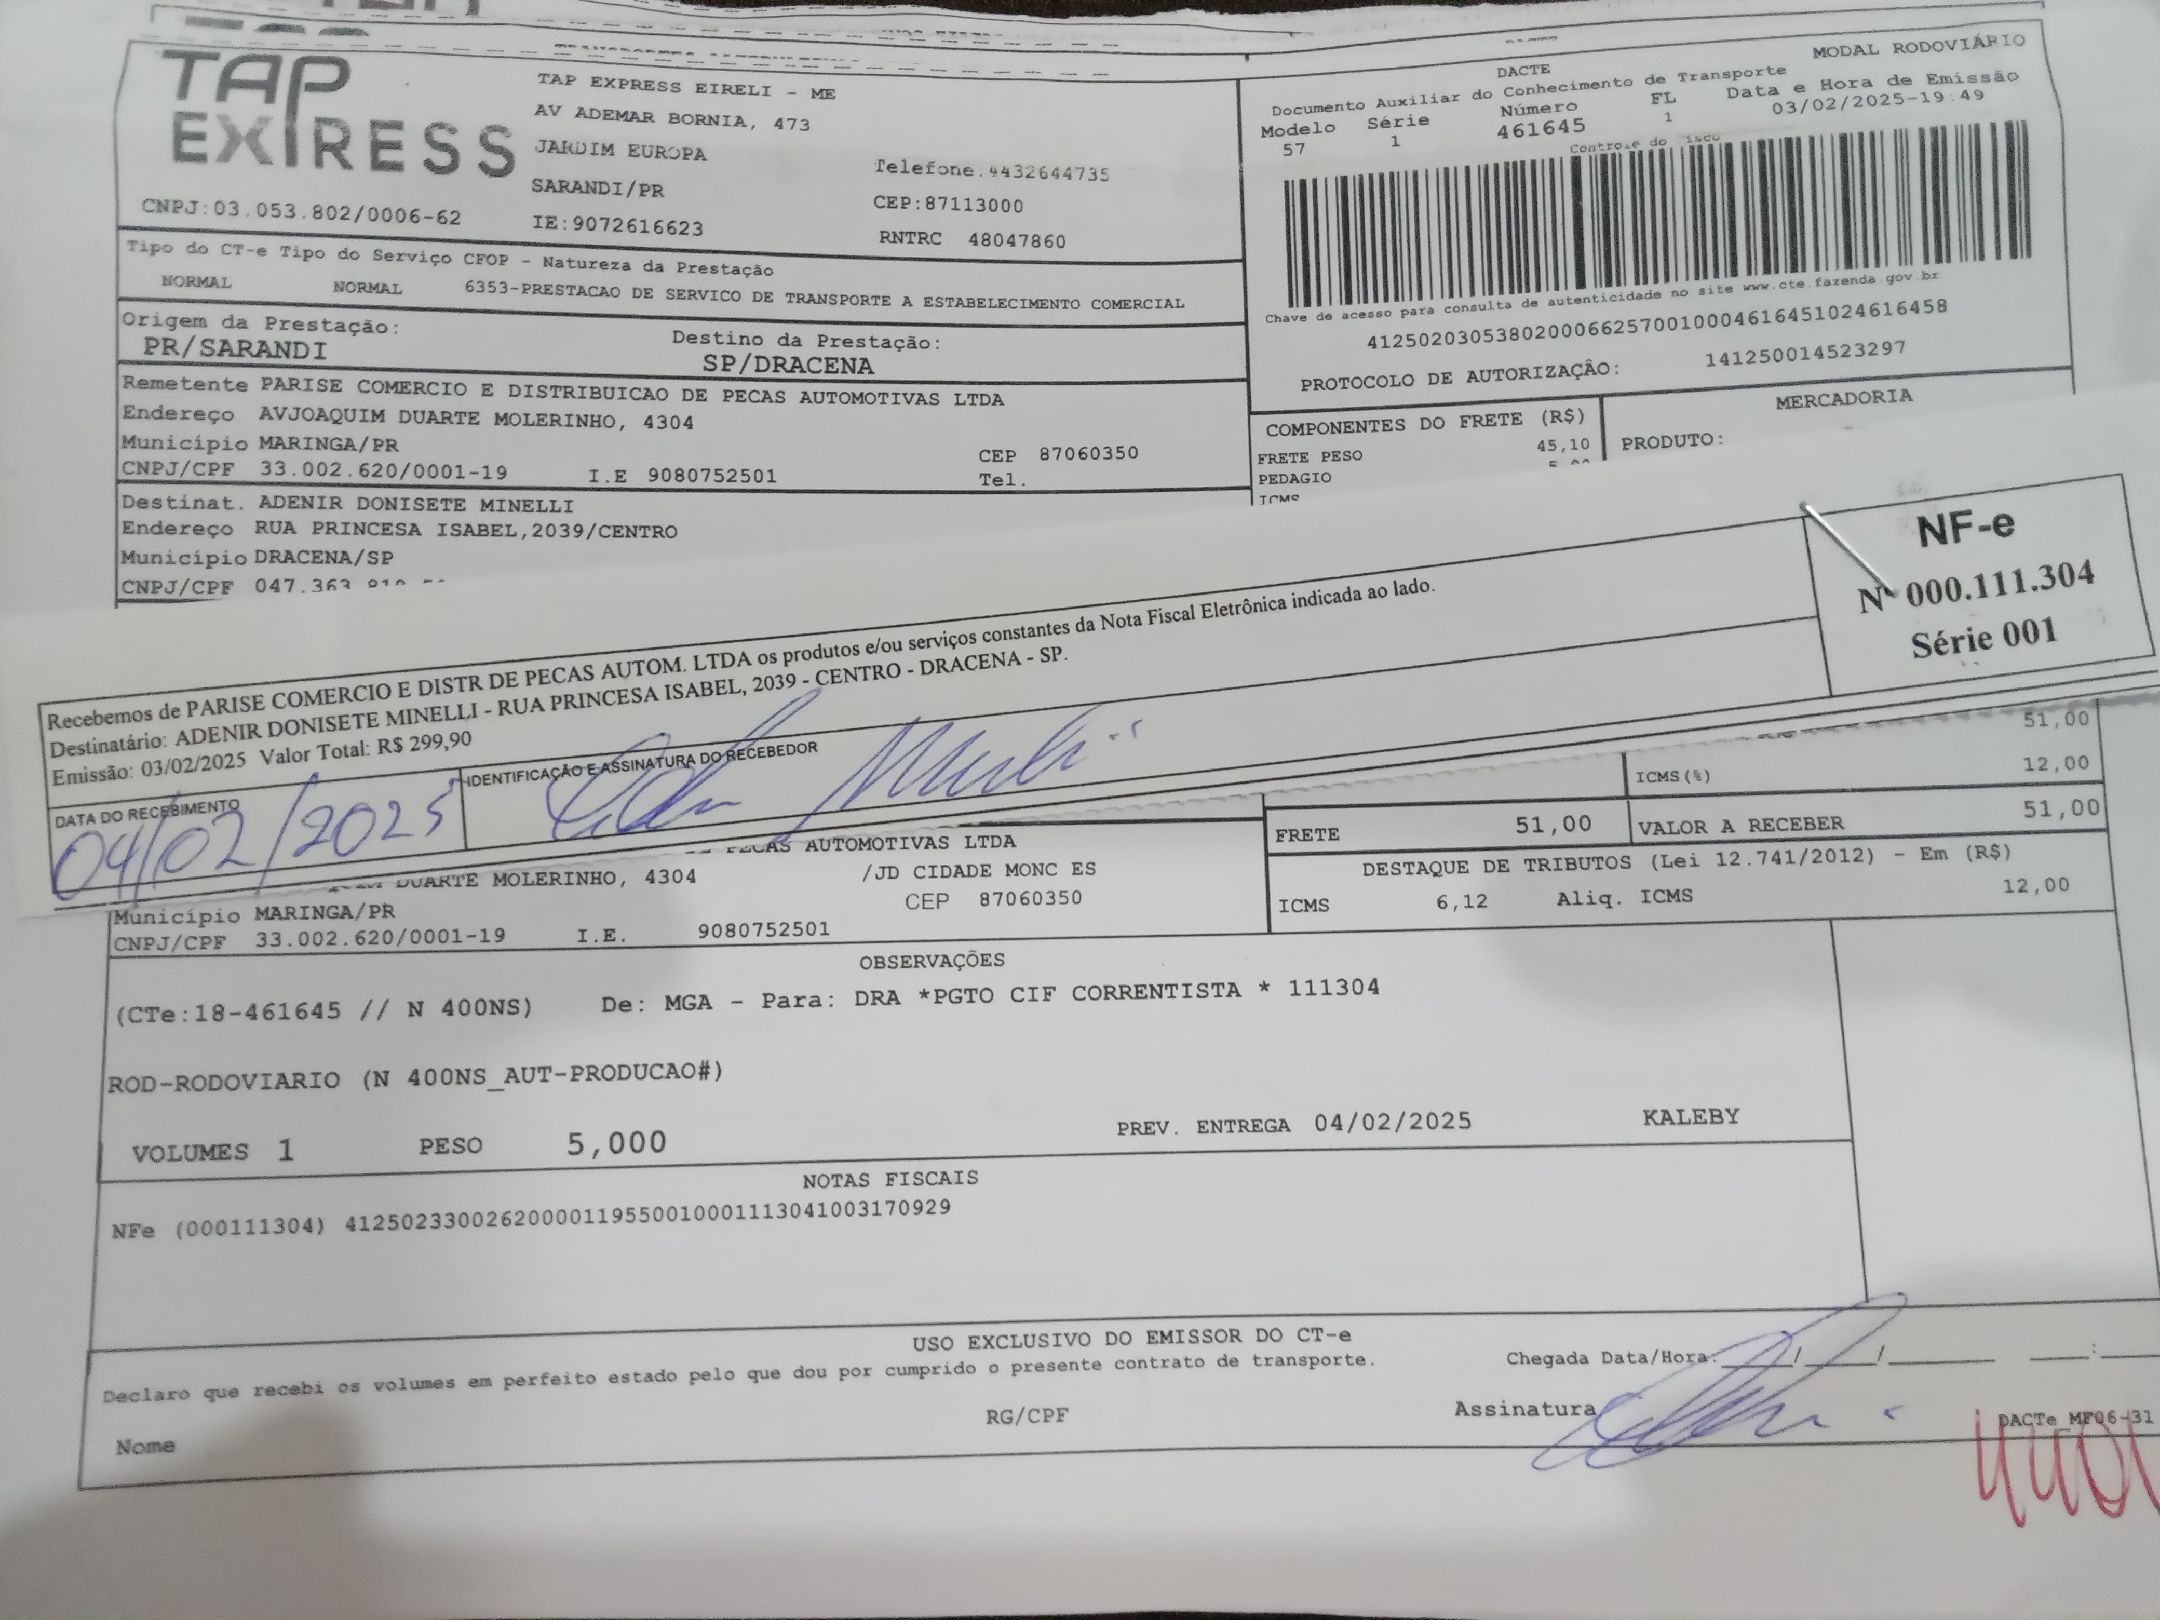 TAP
EXPRESS
CNPJ:03.053.802/0006-62
TAP EXPRESS EIRELI - ME
AV ADEMAR BORNIA, 473
JARDIM EUROPA
SARANDI/PR
IE:9072616623
Telefone.4432644735
CEP:87113000
RNTRC 48047860
DACTE
MODAL RODOVIÁRIO
Documento Auxiliar do Conhecimento de Transporte
Modelo Série Número FL Data e Hora de Emissão
57 1 461645 1 03/02/2025-19:49
Controle do Fisco
Chave de acesso para consulta de autenticidade no site www.cte.fazenda.gov.br
41250203053802000662570010004616451024616458
PROTOCOLO DE AUTORIZAÇÂO: 141250014523297
Tipo do CT-e Tipo do Serviço CFOP - Natureza da Prestação
NORMAL NORMAL 6353-PRESTACAO DE SERVICO DE TRANSPORTE A ESTABELECIMENTO COMERCIAL
Origem da Prestação: Destino da Prestação:
PR/SARANDI SP/DRACENA
Remetente PARISE COMERCIO E DISTRIBUICAO DE PECAS AUTOMOTIVAS LTDA
Endereço AVJOAQUIM DUARTE MOLERINHO, 4304
Município MARINGA/PR CEP 87060350
CNPJ/CPF 33.002.620/0001-19 I.E 9080752501 Tel.
Destinat. ADENIR DONISETE MINELLI
Endereço RUA PRINCESA ISABEL,2039/CENTRO
Município DRACENA/SP
CNPJ/CPF 047.363
COMPONENTES DO FRETE (R$)
FRETE PESO 45,10
PEDAGIO
ICMS
MERCADORIA
PRODUTO:
NF-e
Nº 000.111.304
Série 001
Recebemos de PARISE COMERCIO E DISTR DE PECAS AUTOM. LTDA os produtos e/ou serviços constantes da Nota Fiscal Eletrônica indicada ao lado.
Destinatário: ADENIR DONISETE MINELLI - RUA PRINCESA ISABEL, 2039 - CENTRO - DRACENA - SP.
Emissão: 03/02/2025 Valor Total: R$ 299,90
DATA DO RECEBIMENTO IDENTIFICAÇÃO E ASSINATURA DO RECEBEDOR
04/02/2025
51,00
ICMS(%) 12,00
FRETE 51,00 VALOR A RECEBER 51,00
DESTAQUE DE TRIBUTOS (Lei 12.741/2012) - Em (R$)
ICMS 6,12 Aliq. ICMS 12,00
PECAS AUTOMOTIVAS LTDA
DUARTE MOLERINHO, 4304 /JD CIDADE MONC ES
Município MARINGA/PR CEP 87060350
CNPJ/CPF 33.002.620/0001-19 I.E. 9080752501
OBSERVAÇÕES
(CTe:18-461645 // N 400NS) De: MGA - Para: DRA *PGTO CIF CORRENTISTA * 111304
ROD-RODOVIARIO (N 400NS_AUT-PRODUCAO#)
VOLUMES 1 PESO 5,000 PREV. ENTREGA 04/02/2025 KALEBY
NOTAS FISCAIS
NFe (000111304) 41250233002620000119550010001113041003170929
USO EXCLUSIVO DO EMISSOR DO CT-e
Declaro que recebi os volumes em perfeito estado pelo que dou por cumprido o presente contrato de transporte.
Chegada Data/Hora:____/____/______ ____:____
Nome RG/CPF Assinatura
DACTe_MF06-31